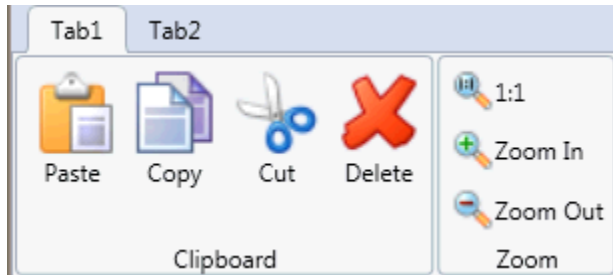 Tab1 Tab2
Paste Copy Cut Delete
Clipboard
1:1
Zoom In
Zoom Out
Zoom